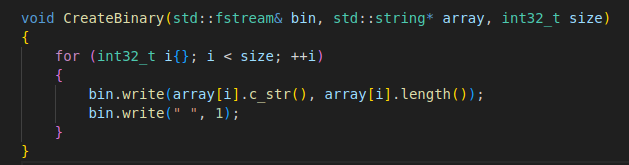 void CreateBinary(std::fstream& bin, std::string* array, int32_t size)
{
    for (int32_t i{}; i < size; ++i)
    {
        bin.write(array[i].c_str(), array[i].length());
        bin.write(" ", 1);
    }
}